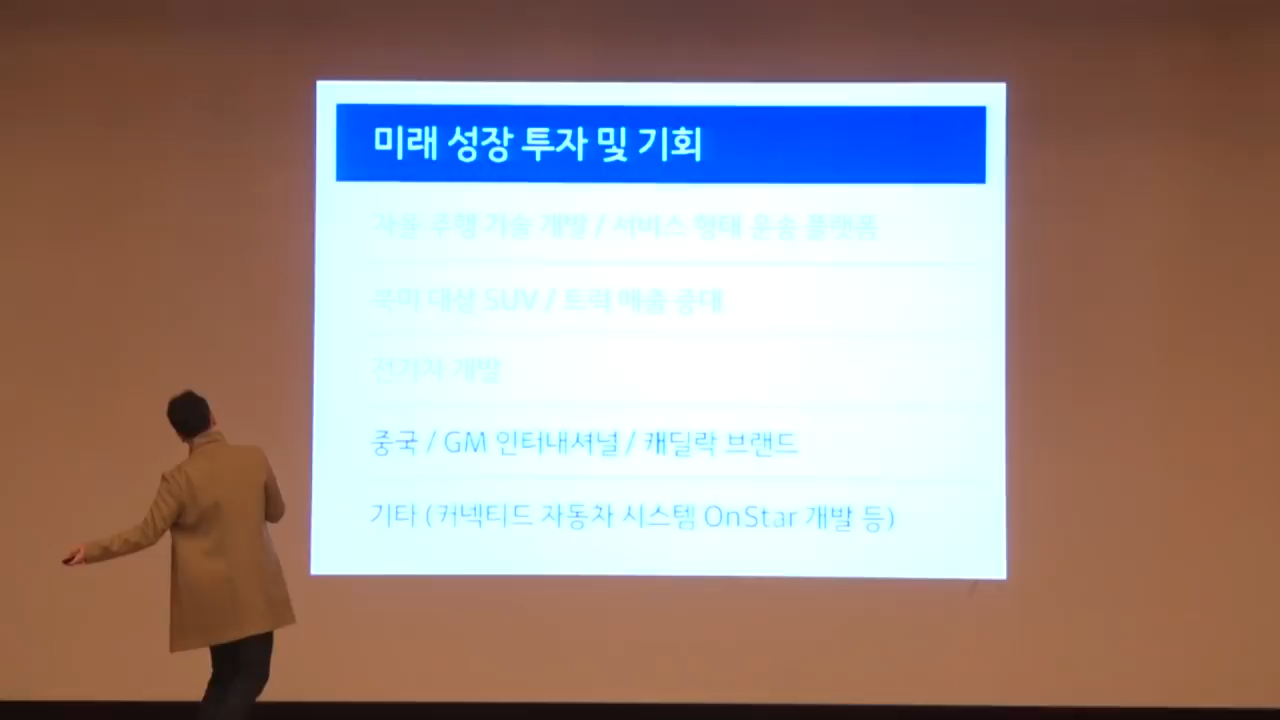 미래 성장 투자 및 기회
자율 주행 기술 개발 / 서비스 형태 운송 플랫폼
북미 대상 SUV / 트럭 매출 증대
전기차 개발
중국 / GM 인터내셔널 / 캐딜락 브랜드
기타 (커넥티드 자동차 시스템 OnStar 개발 등)